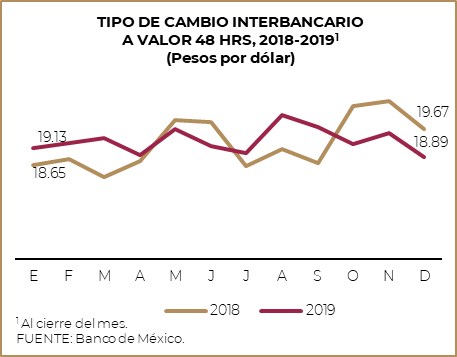 TIPO DE CAMBIO INTERBANCARIO
A VALOR 48 HRS, 2018-2019¹
(Pesos por dólar)
19.67
19.13
18.89
18.65
E F M A M J J A S O N D
2018 2019
¹ Al cierre del mes.
FUENTE: Banco de México.